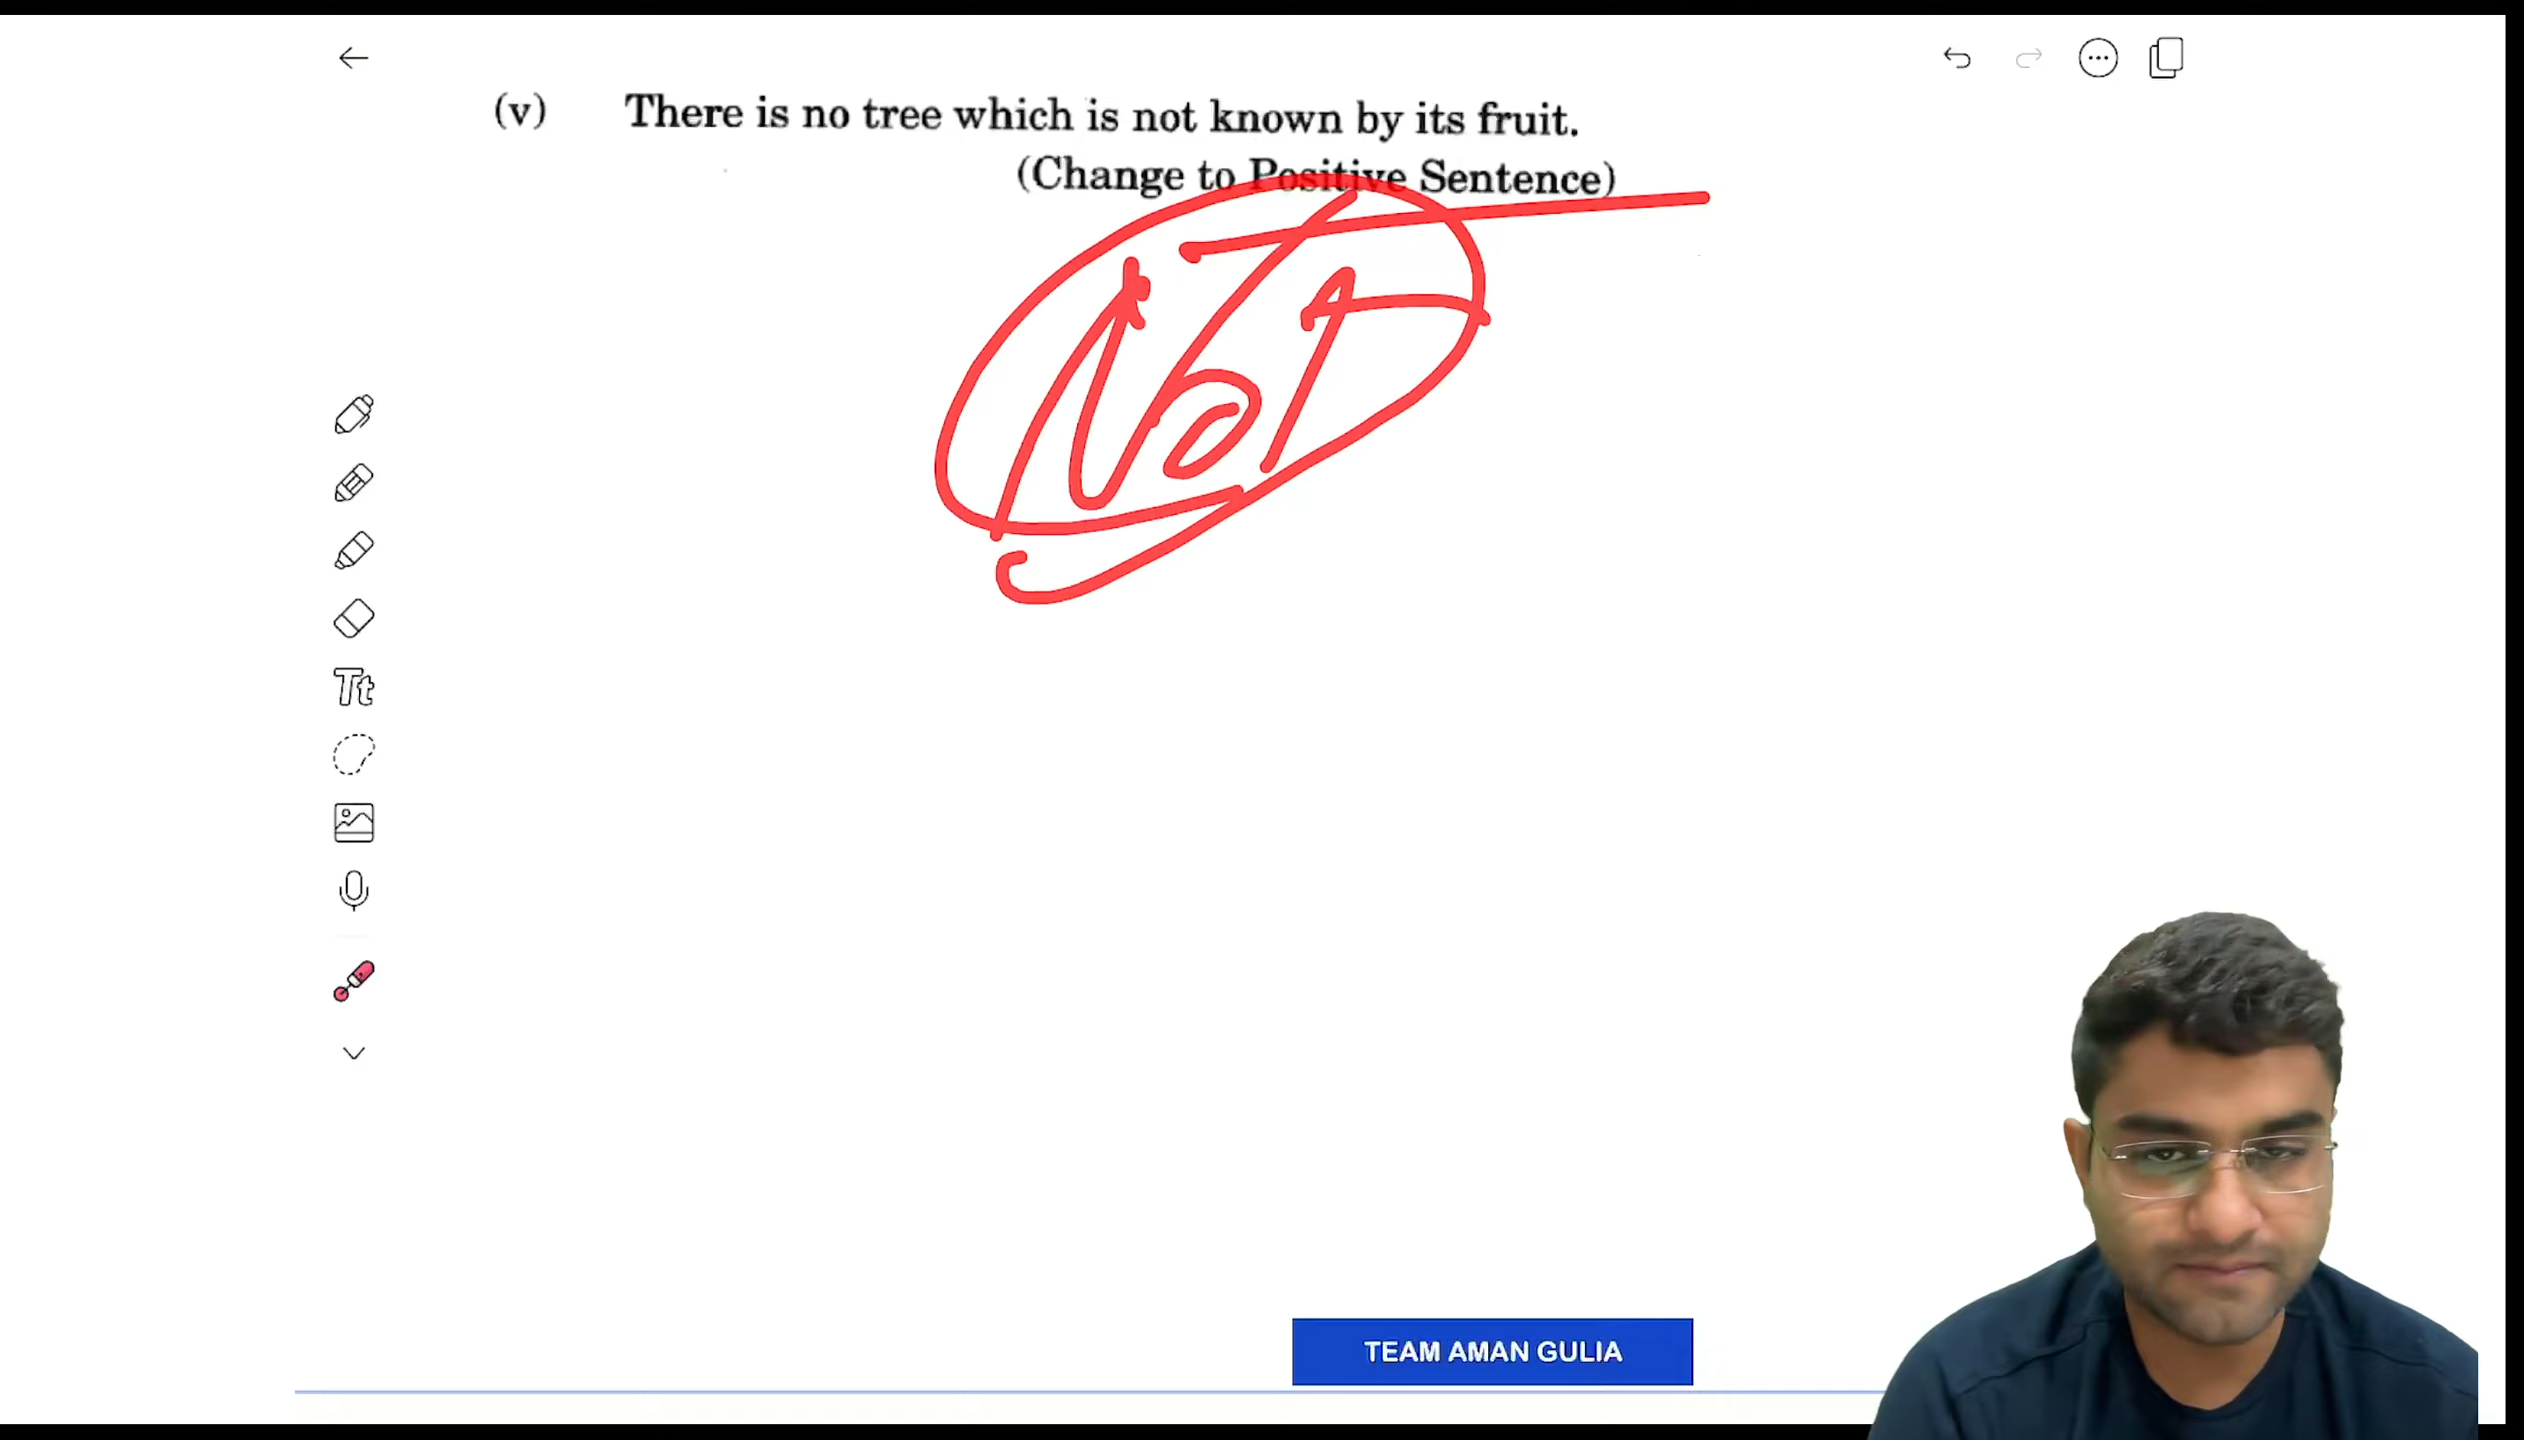 (v) There is no tree which is not known by its fruit.
(Change to Positive Sentence)
NOT
Tt
TEAM AMAN GULIA